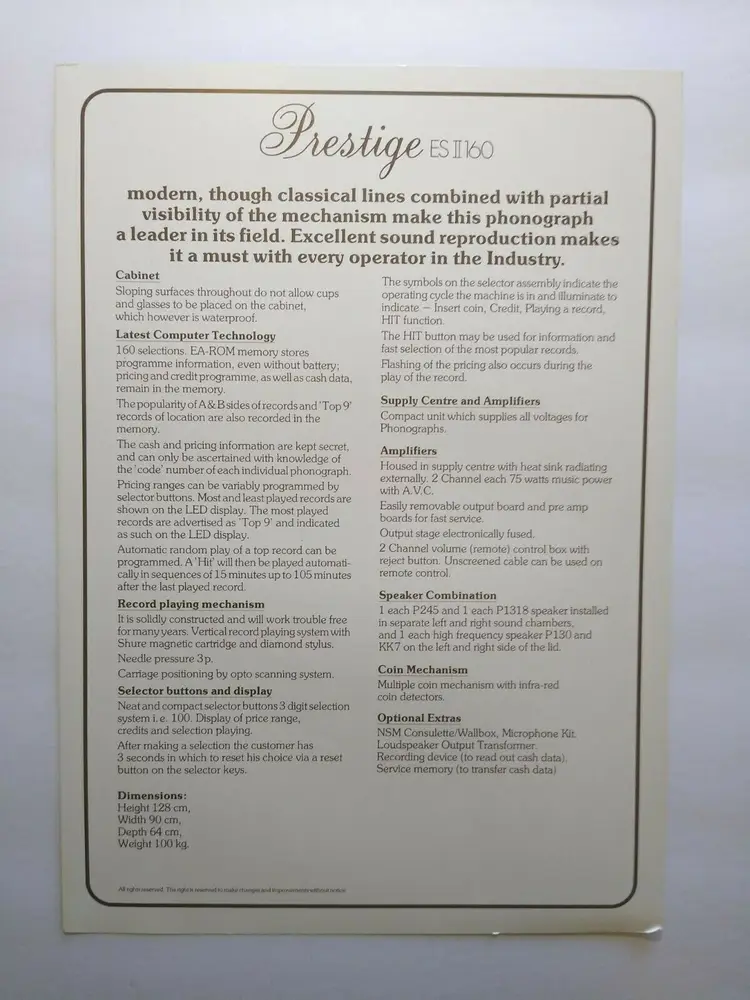 Prestige ES II 160
modern, though classical lines combined with partial
visibility of the mechanism make this phonograph
a leader in its field. Excellent sound reproduction makes
it a must with every operator in the Industry.
Cabinet
Sloping surfaces throughout do not allow cups
and glasses to be placed on the cabinet,
which however is waterproof.
Latest Computer Technology
160 selections. EA-ROM memory stores
programme information, even without battery;
pricing and credit programme, as well as cash data,
remain in the memory.
The popularity of A & B sides of records and 'Top 9'
records of location are also recorded in the
memory.
The cash and pricing information are kept secret,
and can only be ascertained with knowledge of
the 'code' number of each individual phonograph.
Pricing ranges can be variably programmed by
selector buttons. Most and least played records are
shown on the LED display. The most played
records are advertised as 'Top 9' and indicated
as such on the LED display.
Automatic random play of a top record can be
programmed. A 'Hit' will then be played automati-
cally in sequences of 15 minutes up to 105 minutes
after the last played record.
Record playing mechanism
It is solidly constructed and will work trouble free
for many years. Vertical record playing system with
Shure magnetic cartridge and diamond stylus.
Needle pressure 3 p.
Carriage positioning by opto scanning system.
Selector buttons and display
Neat and compact selector buttons 3 digit selection
system i. e. 100. Display of price range,
credits and selection playing.
After making a selection the customer has
3 seconds in which to reset his choice via a reset
button on the selector keys.
Dimensions:
Height 128 cm,
Width 90 cm,
Depth 64 cm,
Weight 100 kg.
The symbols on the selector assembly indicate the
operating cycle the machine is in and illuminate to
indicate – Insert coin, Credit, Playing a record,
HIT function.
The HIT button may be used for information and
fast selection of the most popular records.
Flashing of the pricing also occurs during the
play of the record.
Supply Centre and Amplifiers
Compact unit which supplies all voltages for
Phonographs.
Amplifiers
Housed in supply centre with heat sink radiating
externally. 2 Channel each 75 watts music power
with A.V.C.
Easily removable output board and pre amp
boards for fast service.
Output stage electronically fused.
2 Channel volume (remote) control box with
reject button. Unscreened cable can be used on
remote control.
Speaker Combination
1 each P245 and 1 each P1318 speaker installed
in separate left and right sound chambers,
and 1 each high frequency speaker P130 and
KK7 on the left and right side of the lid.
Coin Mechanism
Multiple coin mechanism with infra-red
coin detectors.
Optional Extras
NSM Consulette/Wallbox, Microphone Kit.
Loudspeaker Output Transformer.
Recording device (to read out cash data).
Service memory (to transfer cash data)
All rights reserved. The right is reserved to make changes and improvements without notice